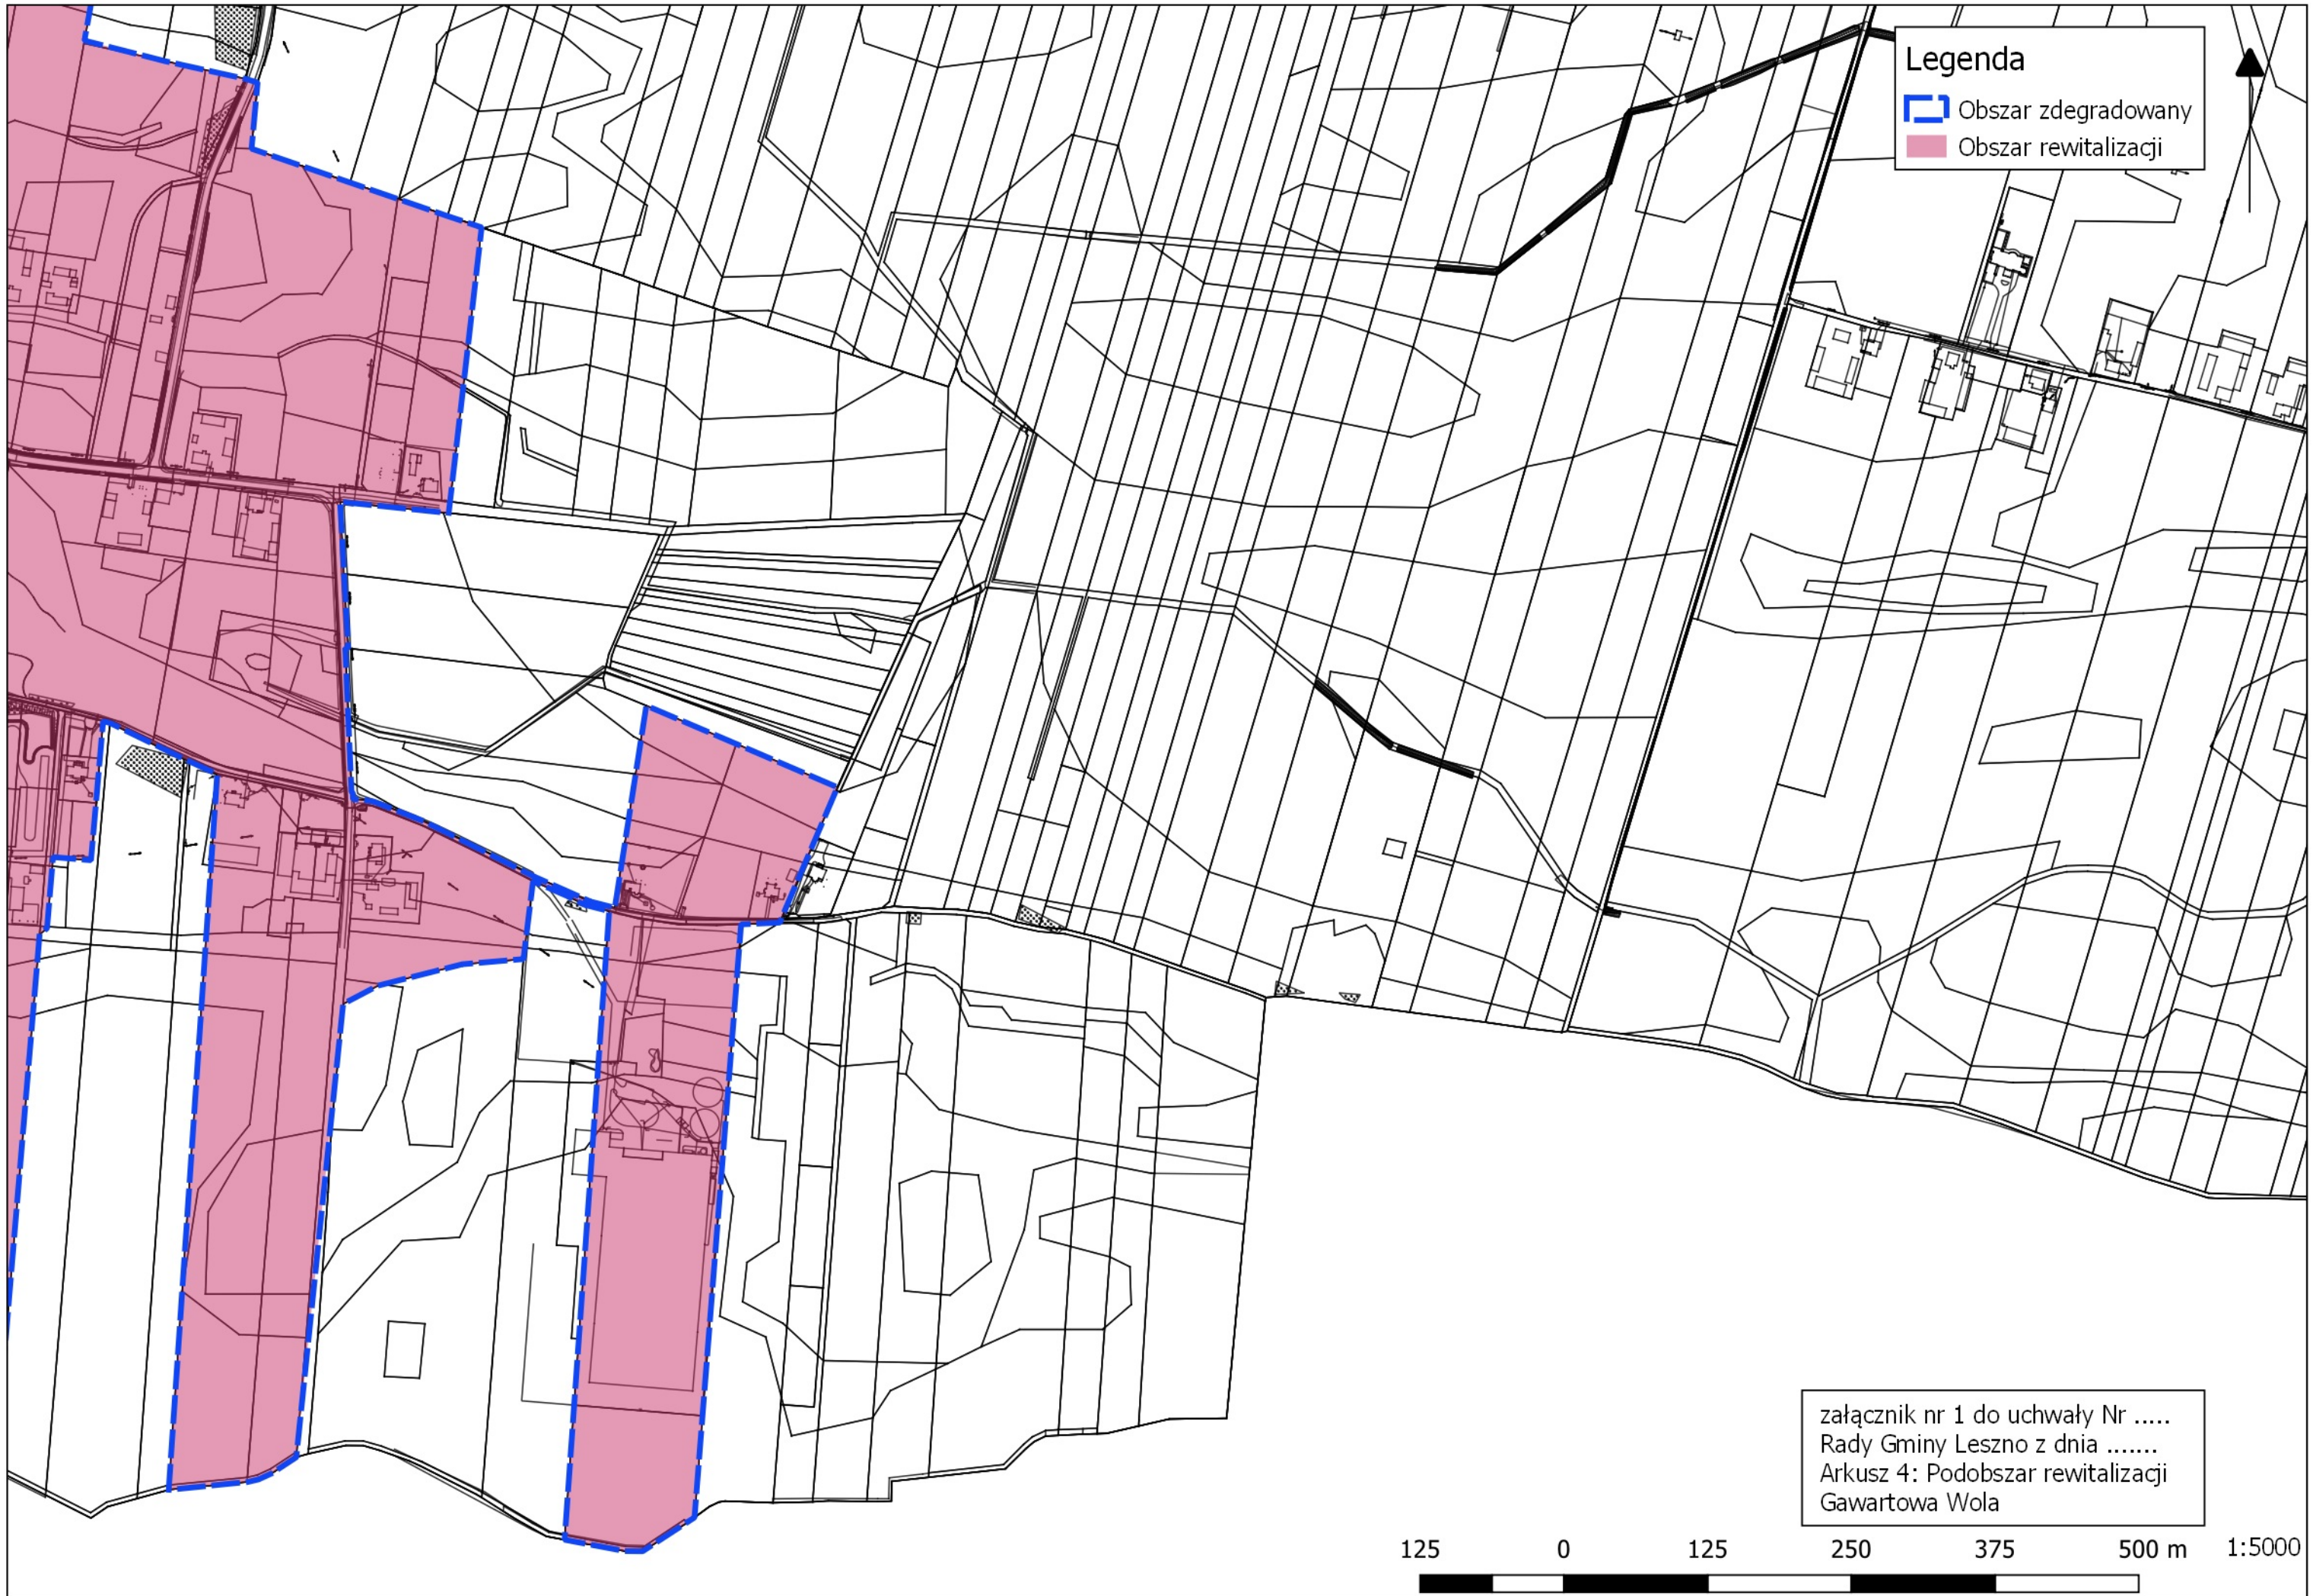 Legenda
Obszar zdegradowany
Obszar rewitalizacji
załącznik nr 1 do uchwały Nr .....
Rady Gminy Leszno z dnia .......
Arkusz 4: Podobszar rewitalizacji
Gawartowa Wola
125 0 125 250 375 500 m 1:5000